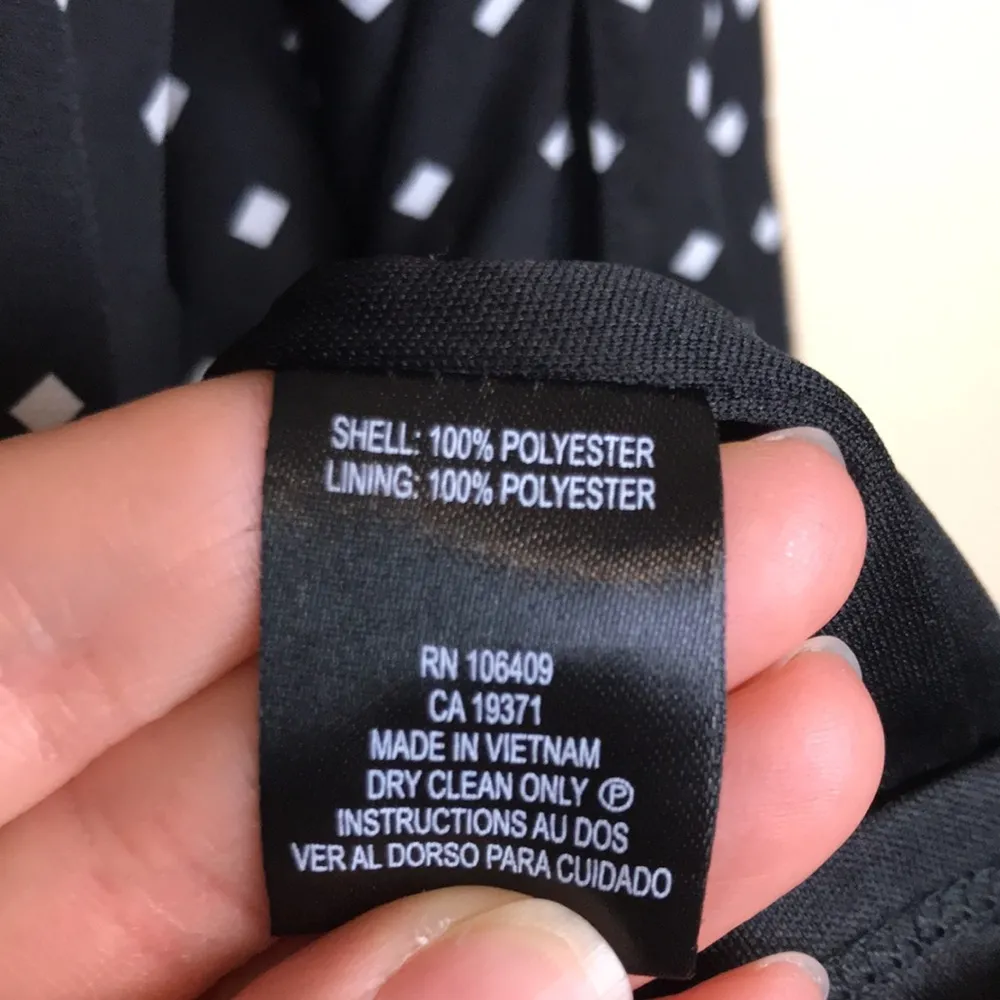 SHELL: 100% POLYESTER
LINING: 100% POLYESTER
RN 106409
CA 19371
MADE IN VIETNAM
DRY CLEAN ONLY Ⓟ
INSTRUCTIONS AU DOS
VER AL DORSO PARA CUIDADO